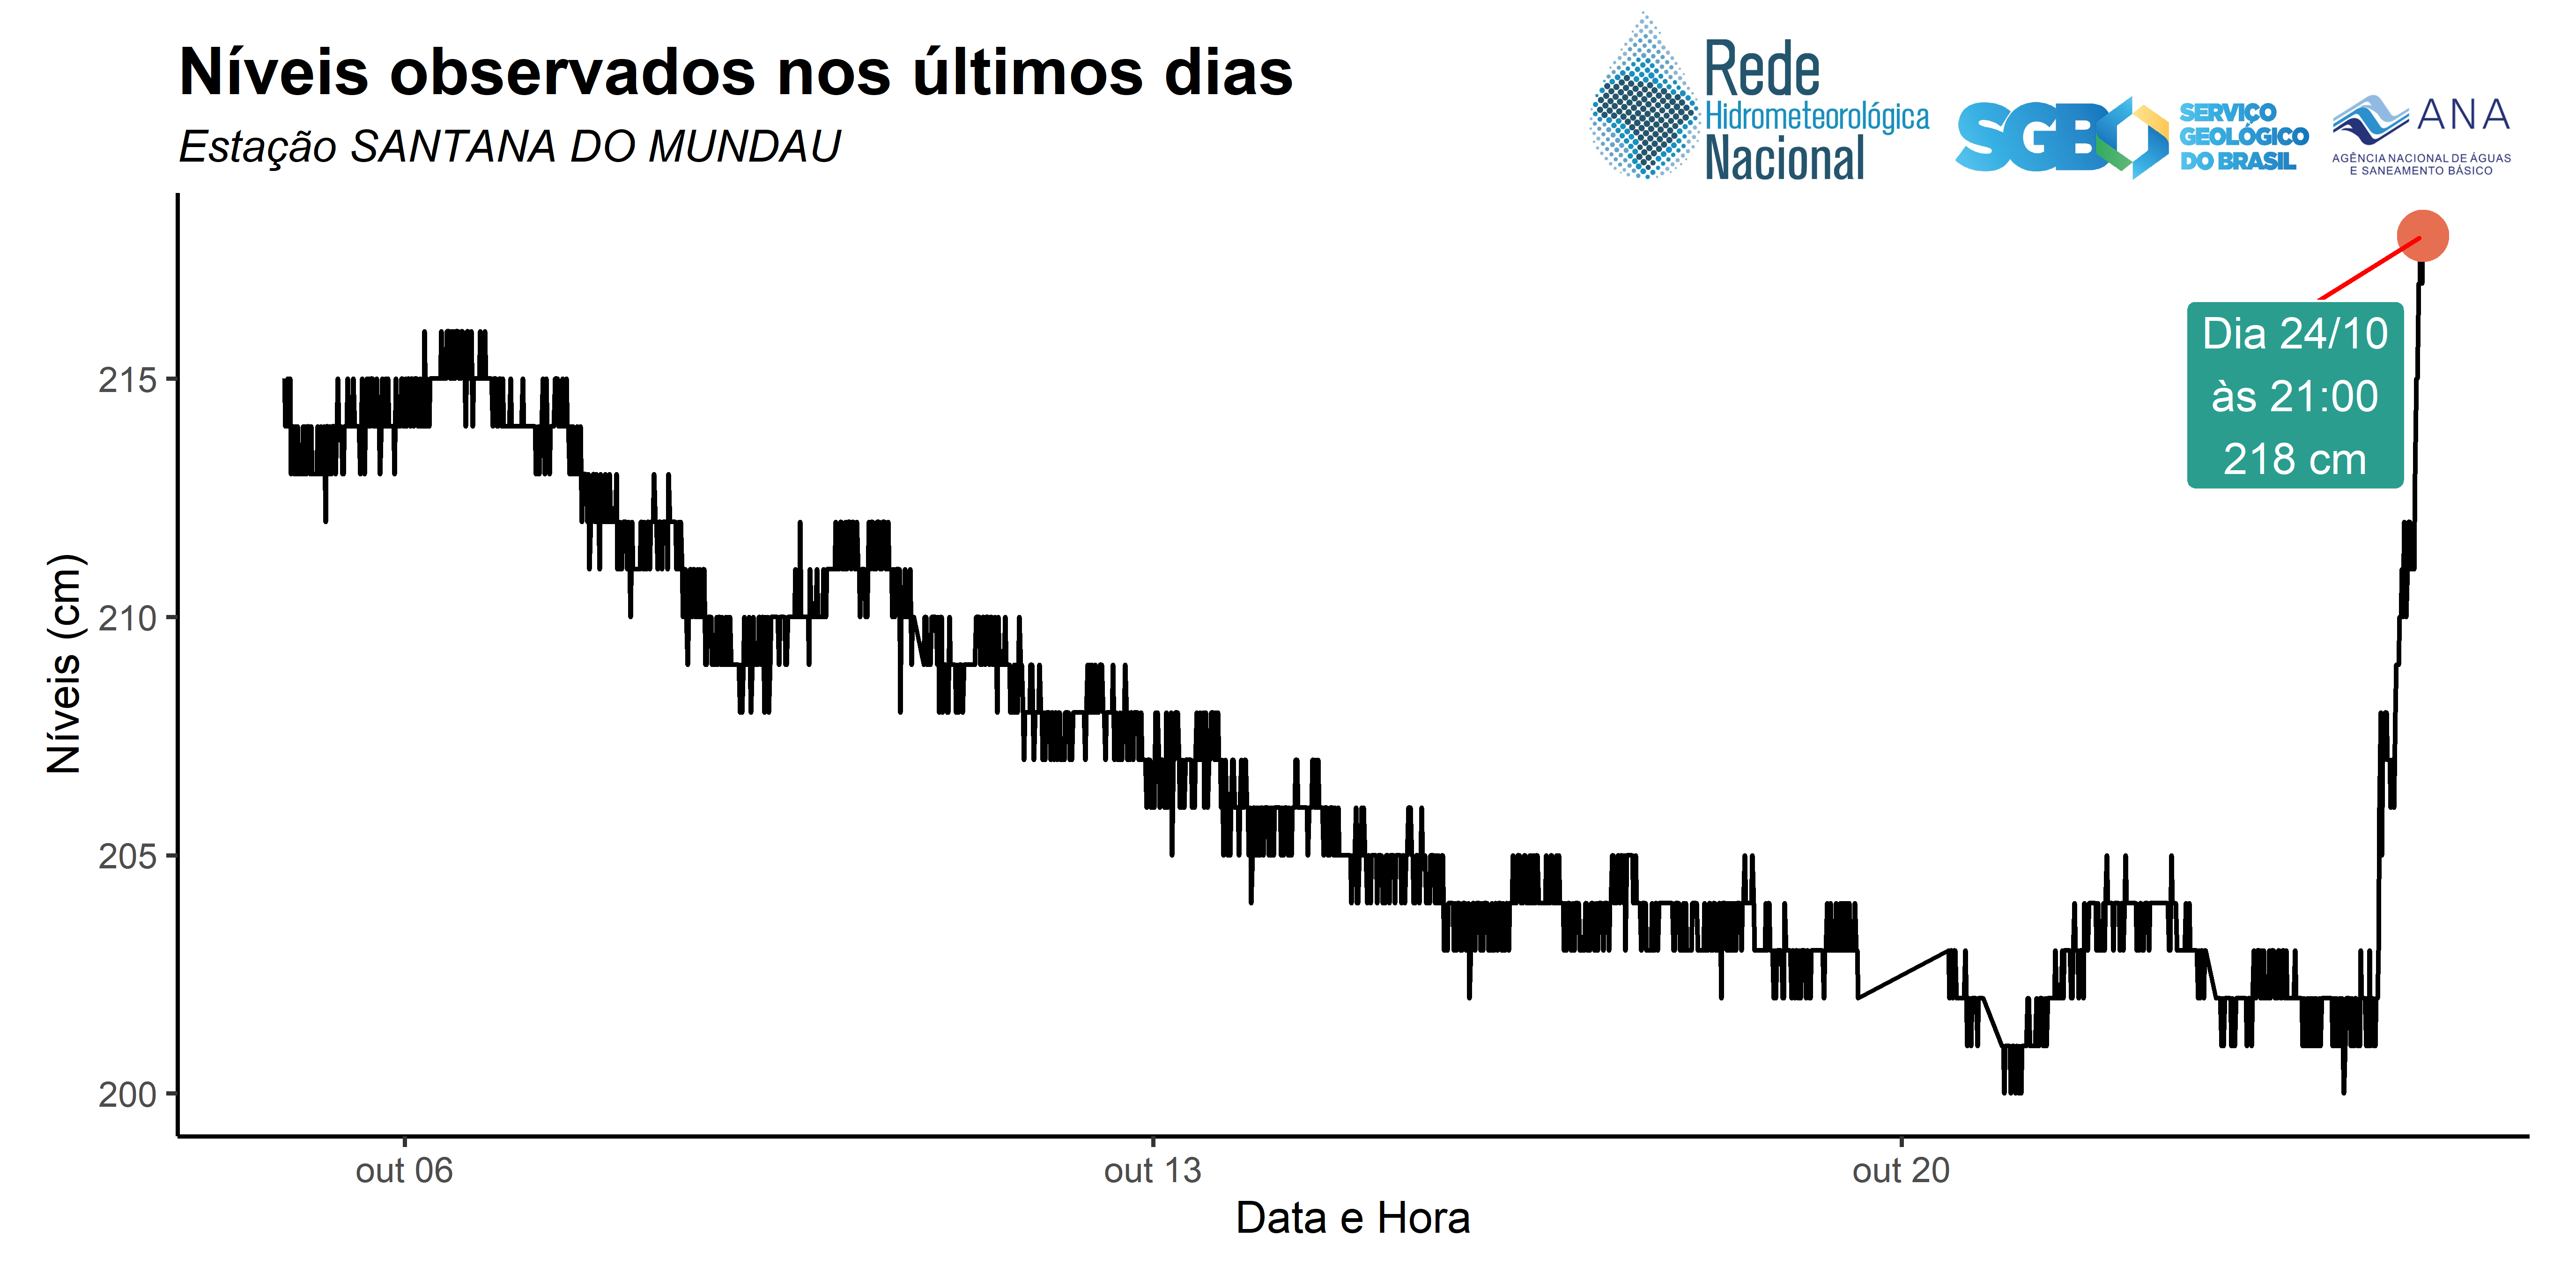 Níveis observados nos últimos dias
Estação SANTANA DO MUNDAU
Rede
Hidrometeorológica
Nacional
SGB
SERVIÇO
GEOLÓGICO
DO BRASIL
ANA
AGÊNCIA NACIONAL DE ÁGUAS
E SANEAMENTO BÁSICO
Dia 24/10
às 21:00
218 cm
Níveis (cm)
215
210
205
200
out 06
out 13
out 20
Data e Hora